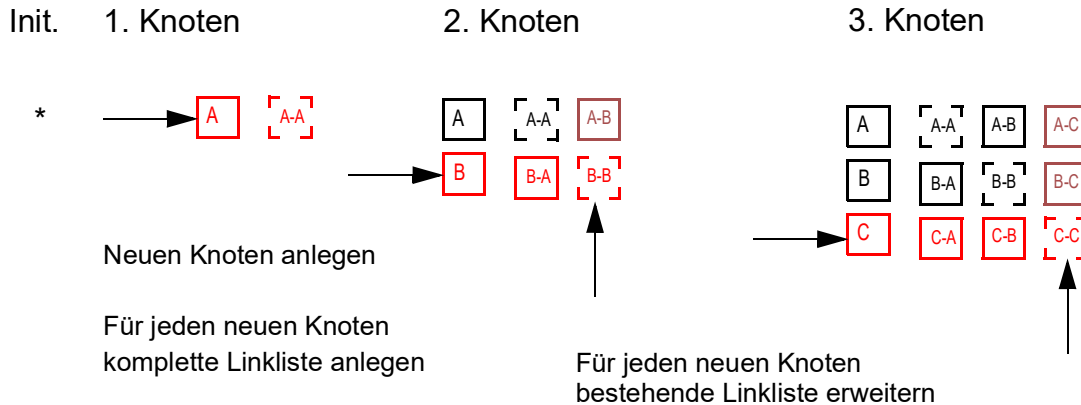 Init. 1. Knoten 2. Knoten 3. Knoten
*
A A-A
A A-A A-B
B B-A B-B
A A-A A-B A-C
B B-A B-B B-C
C C-A C-B C-C
Neuen Knoten anlegen
Für jeden neuen Knoten
komplette Linkliste anlegen
Für jeden neuen Knoten
bestehende Linkliste erweitern